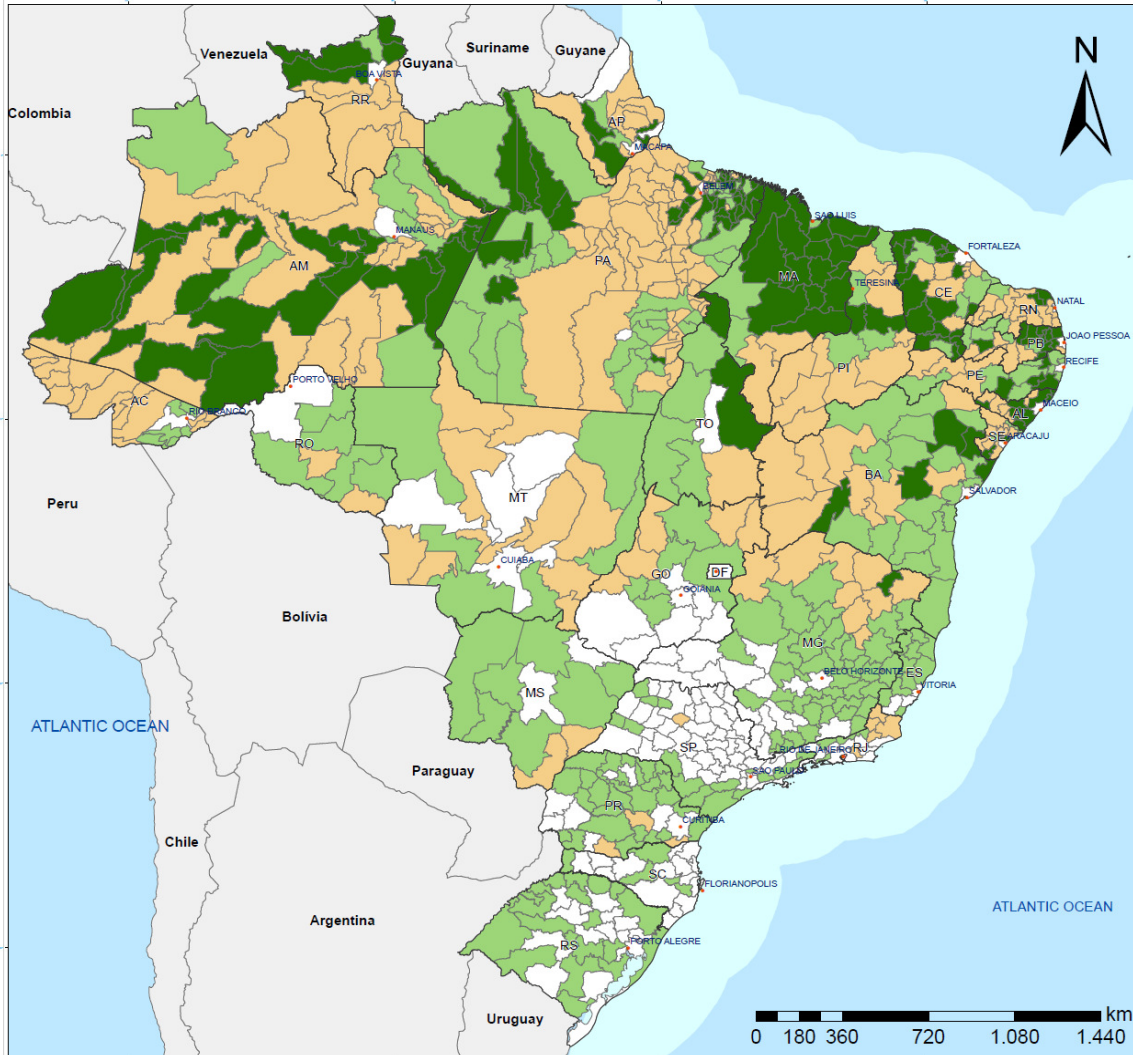 Venezuela
Suriname
Guyane
Guyana
N
Colombia
BOA VISTA
RR
AP
MACAPA
BELEM
SAO LUIS
MANAUS
FORTALEZA
AM
PA
MA
TERESINA
CE
RN
NATAL
PB
JOAO PESSOA
RECIFE
PI
PE
PORTO VELHO
AC
RIO BRANCO
AL
MACEIO
TO
SE
ARACAJU
RO
BA
Peru
MT
SALVADOR
CUIABA
GO
DF
GOIANIA
Bolívia
MG
BELO HORIZONTE
ES
VITORIA
MS
ATLANTIC OCEAN
SP
RIO DE JANEIRO
RJ
Paraguay
SAO PAULO
PR
CURITIBA
Chile
SC
FLORIANOPOLIS
Argentina
ATLANTIC OCEAN
RS
PORTO ALEGRE
Uruguay
km
0 180 360 720 1.080 1.440